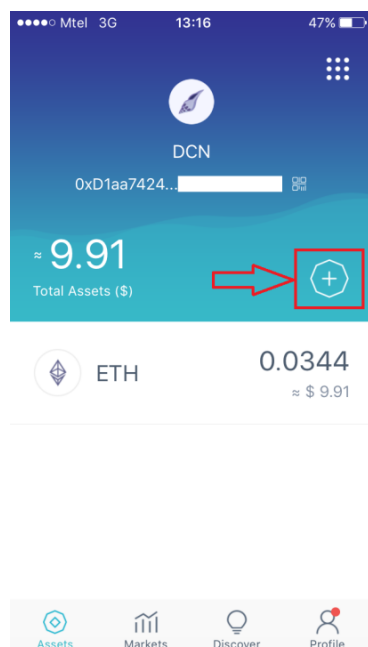 Mtel 3G 13:16 47%
DCN
0xD1aa7424...
≈ 9.91
Total Assets ($)
ETH 0.0344
≈ $ 9.91
Assets Markets Discover Profile